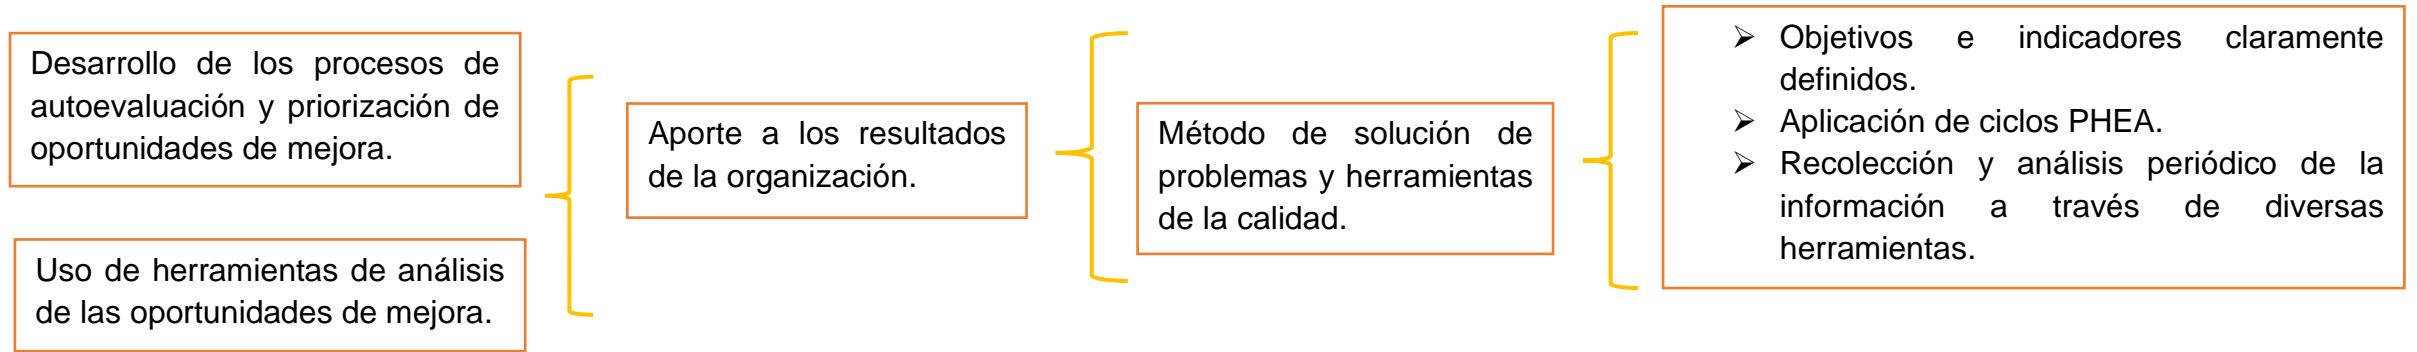 Desarrollo de los procesos de
autoevaluación y priorización de
oportunidades de mejora.
Uso de herramientas de análisis
de las oportunidades de mejora.
Aporte a los resultados
de la organización.
Método de solución de
problemas y herramientas
de la calidad.
➢ Objetivos e indicadores claramente
definidos.
➢ Aplicación de ciclos PHEA.
➢ Recolección y análisis periódico de la
información a través de diversas
herramientas.